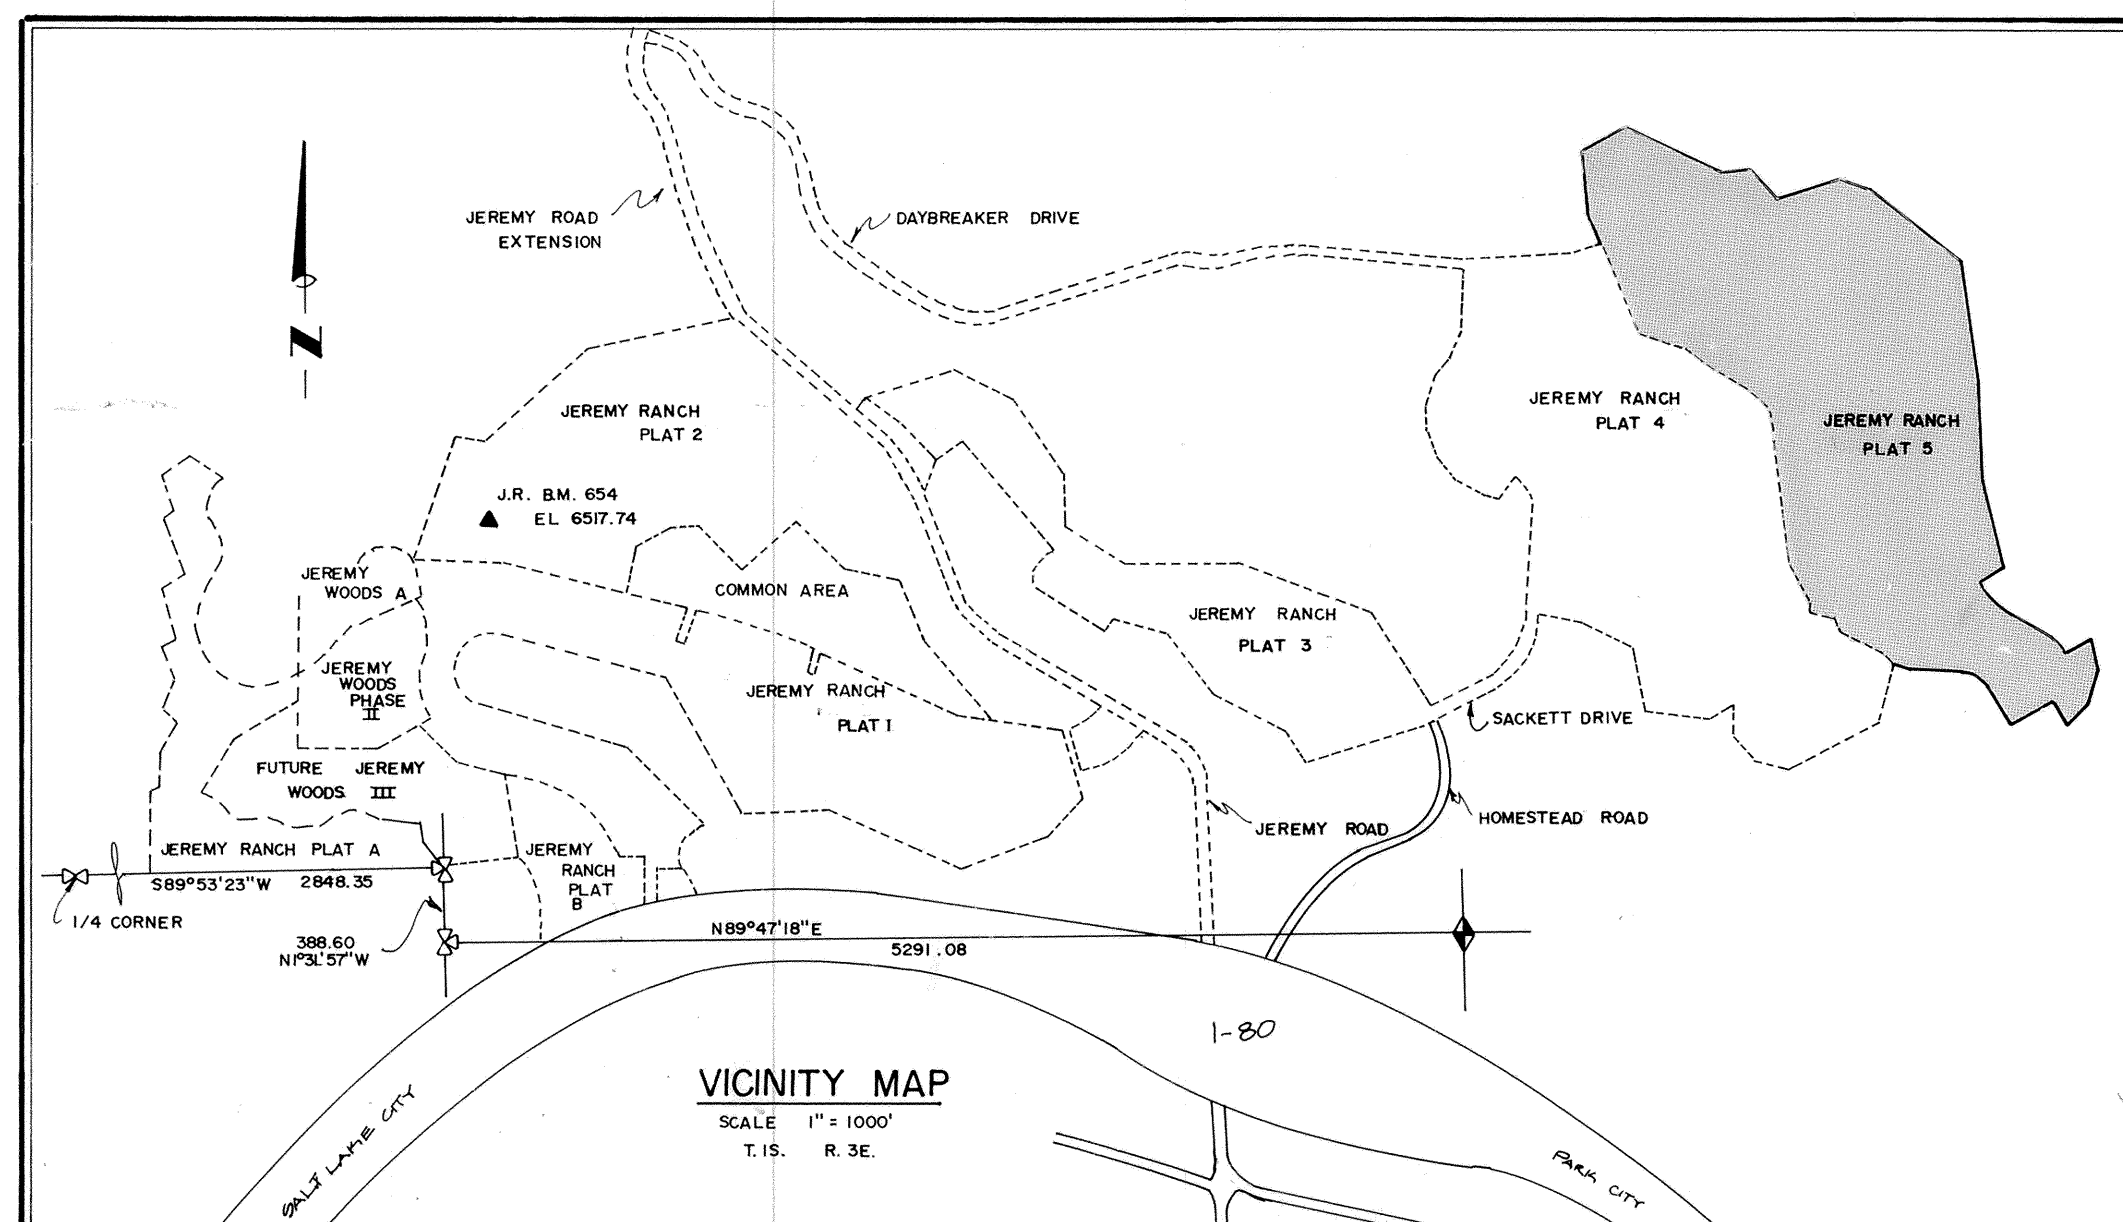 JEREMY ROAD
EXTENSION
DAYBREAKER DRIVE
N
JEREMY RANCH
PLAT 2
JEREMY RANCH
PLAT 4
JEREMY RANCH
PLAT 5
J.R. B.M. 654
EL 6517.74
JEREMY
WOODS A
COMMON AREA
JEREMY RANCH
PLAT 3
JEREMY
WOODS
PHASE
II
JEREMY RANCH
PLAT 1
SACKETT DRIVE
FUTURE JEREMY
WOODS III
JEREMY ROAD
HOMESTEAD ROAD
JEREMY RANCH PLAT A
JEREMY
RANCH
PLAT
B
S89°53'23"W 2848.35
1/4 CORNER
388.60
N1°31'57"W
N89°47'18"E
5291.08
I-80
VICINITY MAP
SCALE 1" = 1000'
T. 1S. R. 3E.
SALT LAKE CITY
PARK CITY